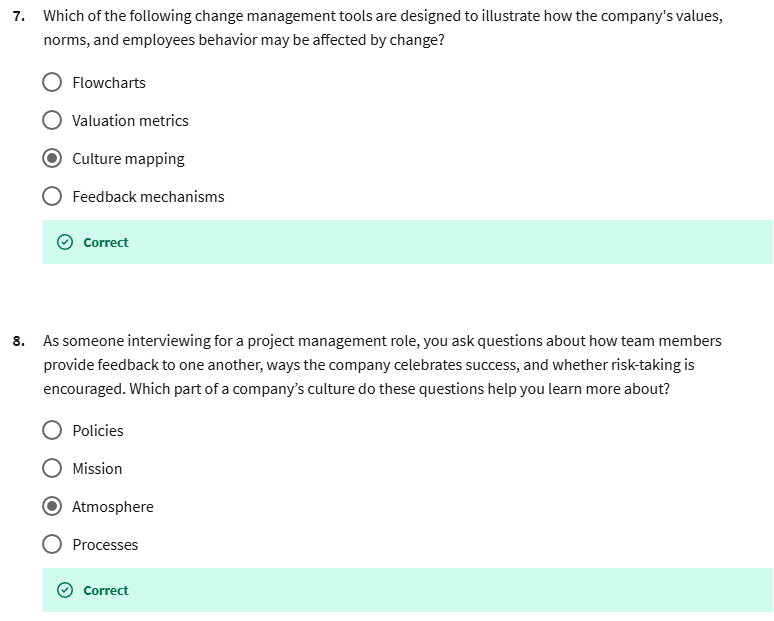 7. Which of the following change management tools are designed to illustrate how the company's values,
norms, and employees behavior may be affected by change?
Flowcharts
Valuation metrics
Culture mapping
Feedback mechanisms
Correct
8. As someone interviewing for a project management role, you ask questions about how team members
provide feedback to one another, ways the company celebrates success, and whether risk-taking is
encouraged. Which part of a company’s culture do these questions help you learn more about?
Policies
Mission
Atmosphere
Processes
Correct